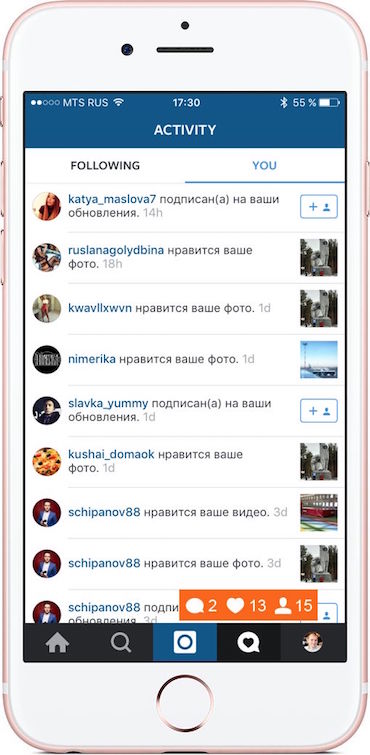 MTS RUS 17:30 55 %
ACTIVITY
FOLLOWING YOU
katya_maslova7 подписан(а) на ваши
обновления. 14h
ruslanagolydbina нравится ваше
фото. 18h
kwavllxwvn нравится ваше фото. 1d
nimerika нравится ваше фото. 1d
slavka_yummy подписан(а) на ваши
обновления. 1d
kushai_domaok нравится ваше
фото. 1d
schipanov88 нравится ваше видео. 3d
schipanov88 нравится ваше фото. 3d
schipanov88
обновления. 3d
2 13 15